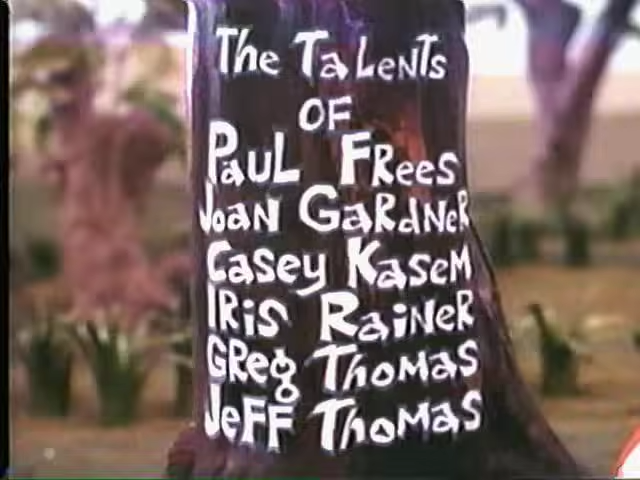 The TaLeNTs
OF
PauL FRees
Joan GaRdNeR
Casey KaseM
IRis RaiNeR
GReg ThoMas
JeFF ThoMas